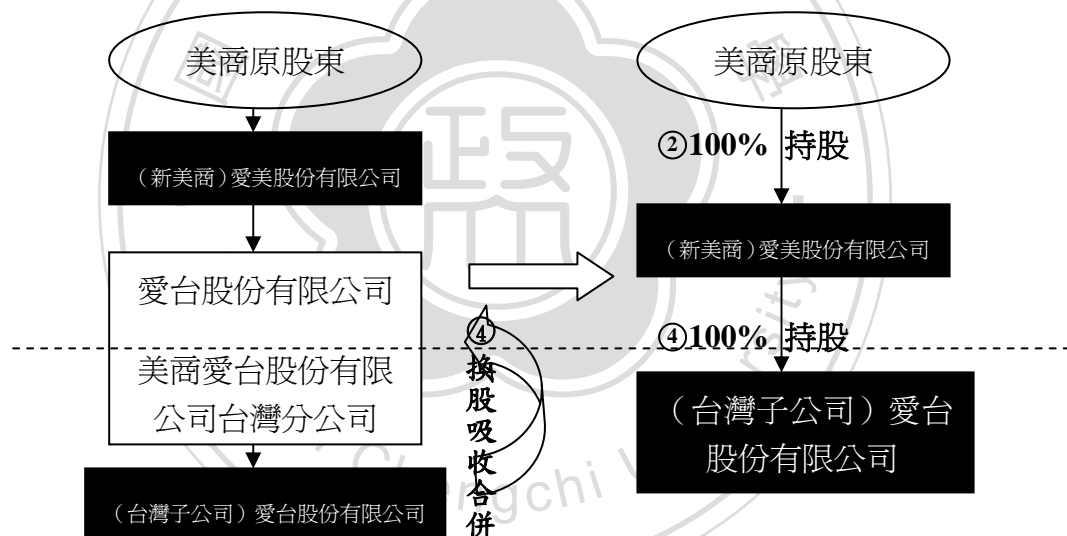 美商原股東
（新美商）愛美股份有限公司
愛台股份有限公司
美商愛台股份有限
公司台灣分公司
（台灣子公司）愛台股份有限公司
④
換
股
吸
收
合
併
美商原股東
②100% 持股
（新美商）愛美股份有限公司
④100% 持股
（台灣子公司）愛台
股份有限公司
政